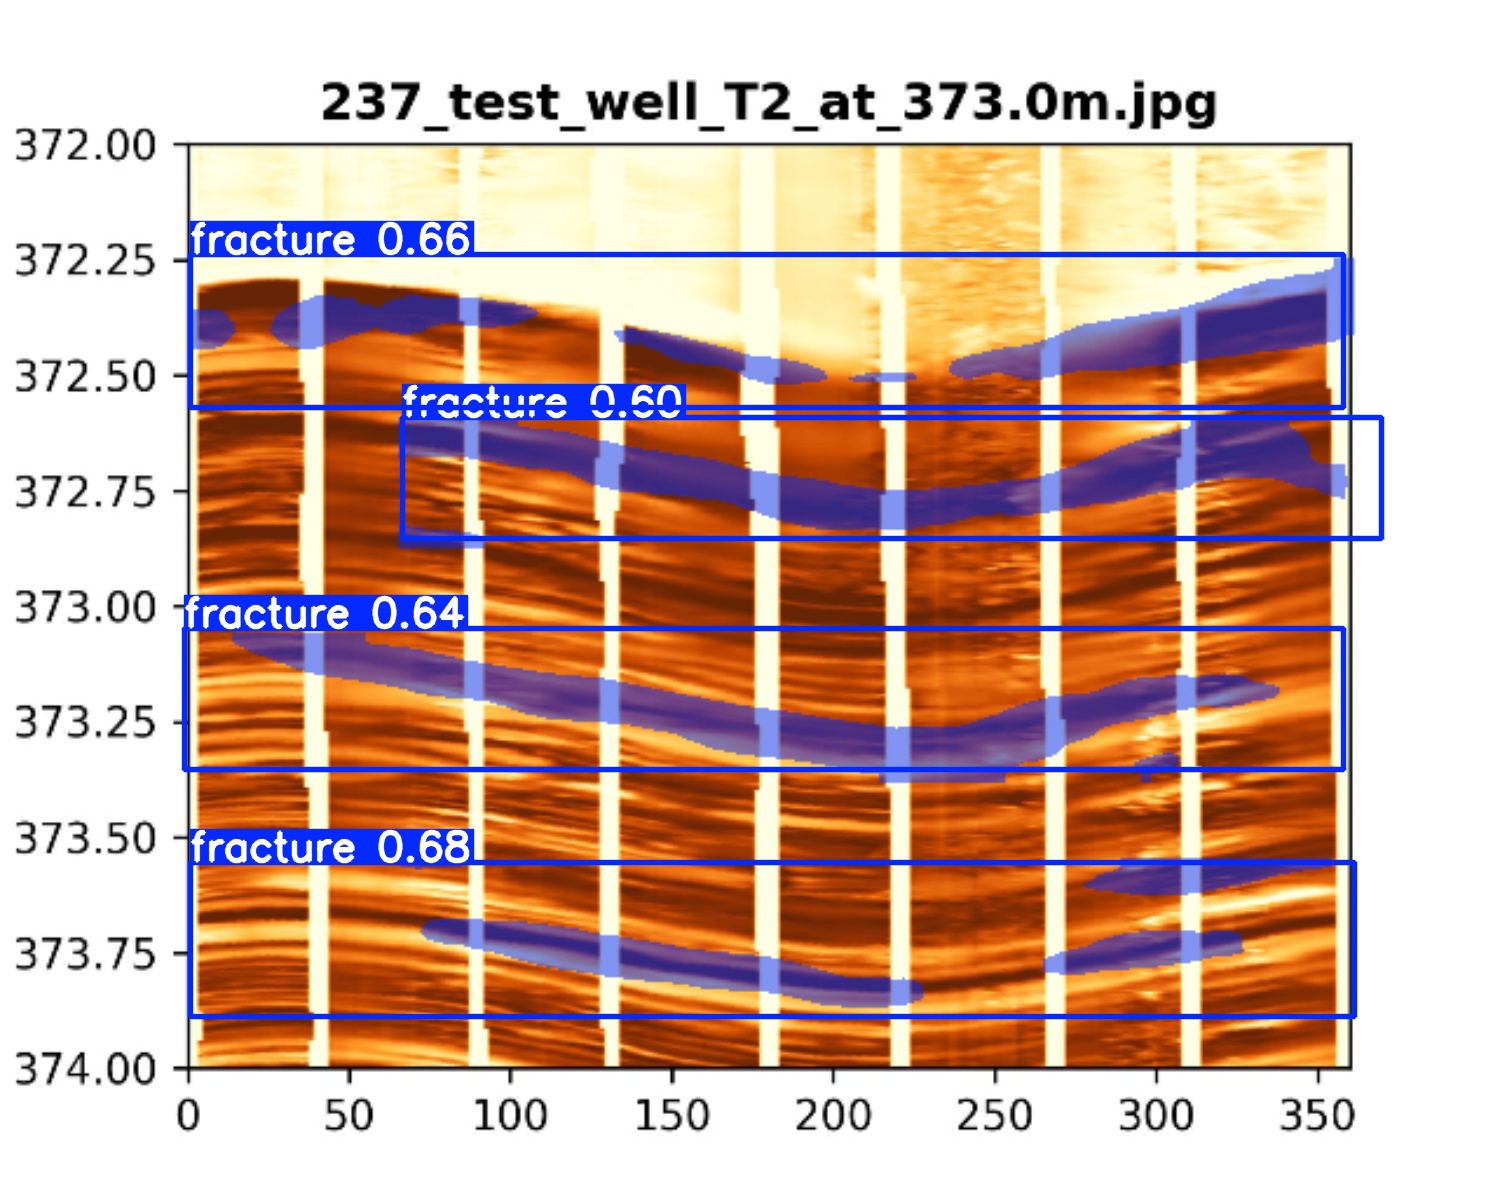 237_test_well_T2_at_373.0m.jpg
372.00
fracture 0.66
372.25
372.50
fracture 0.60
372.75
373.00
fracture 0.64
373.25
373.50
fracture 0.68
373.75
374.00
0 50 100 150 200 250 300 350